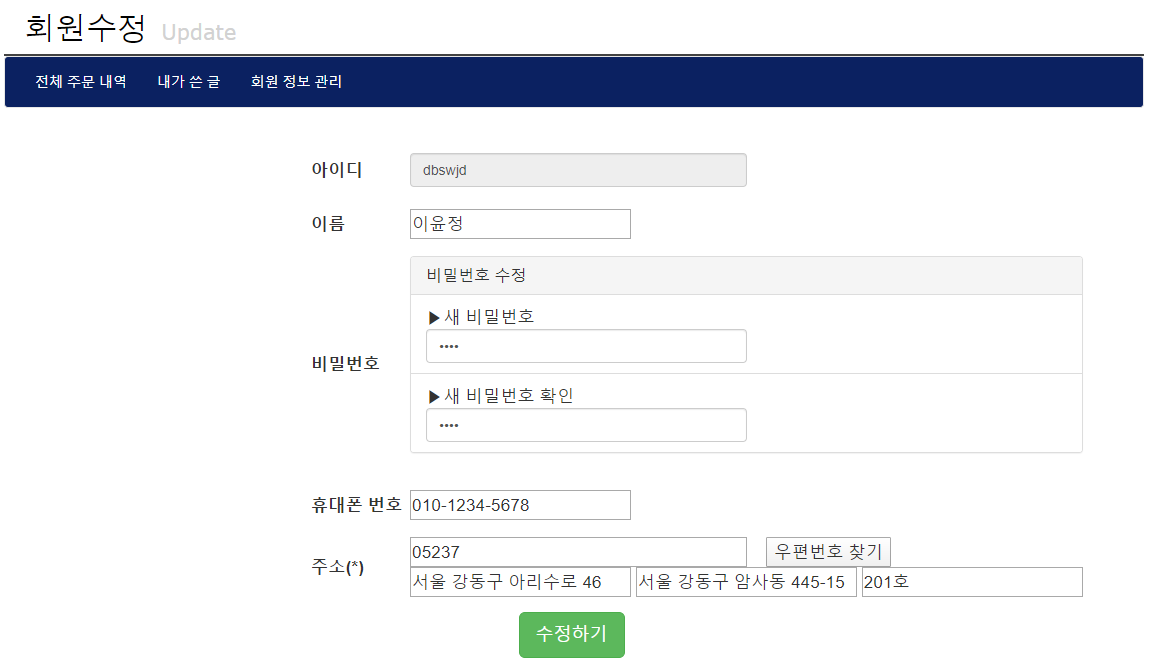 회원수정 Update
전체 주문 내역 내가 쓴 글 회원 정보 관리
아이디 dbswjd
이름 이윤정
비밀번호 수정
▶새 비밀번호
••••
비밀번호
▶새 비밀번호 확인
••••
휴대폰 번호 010-1234-5678
주소(*) 05237 우편번호 찾기
서울 강동구 아리수로 46 서울 강동구 암사동 445-15 201호
수정하기